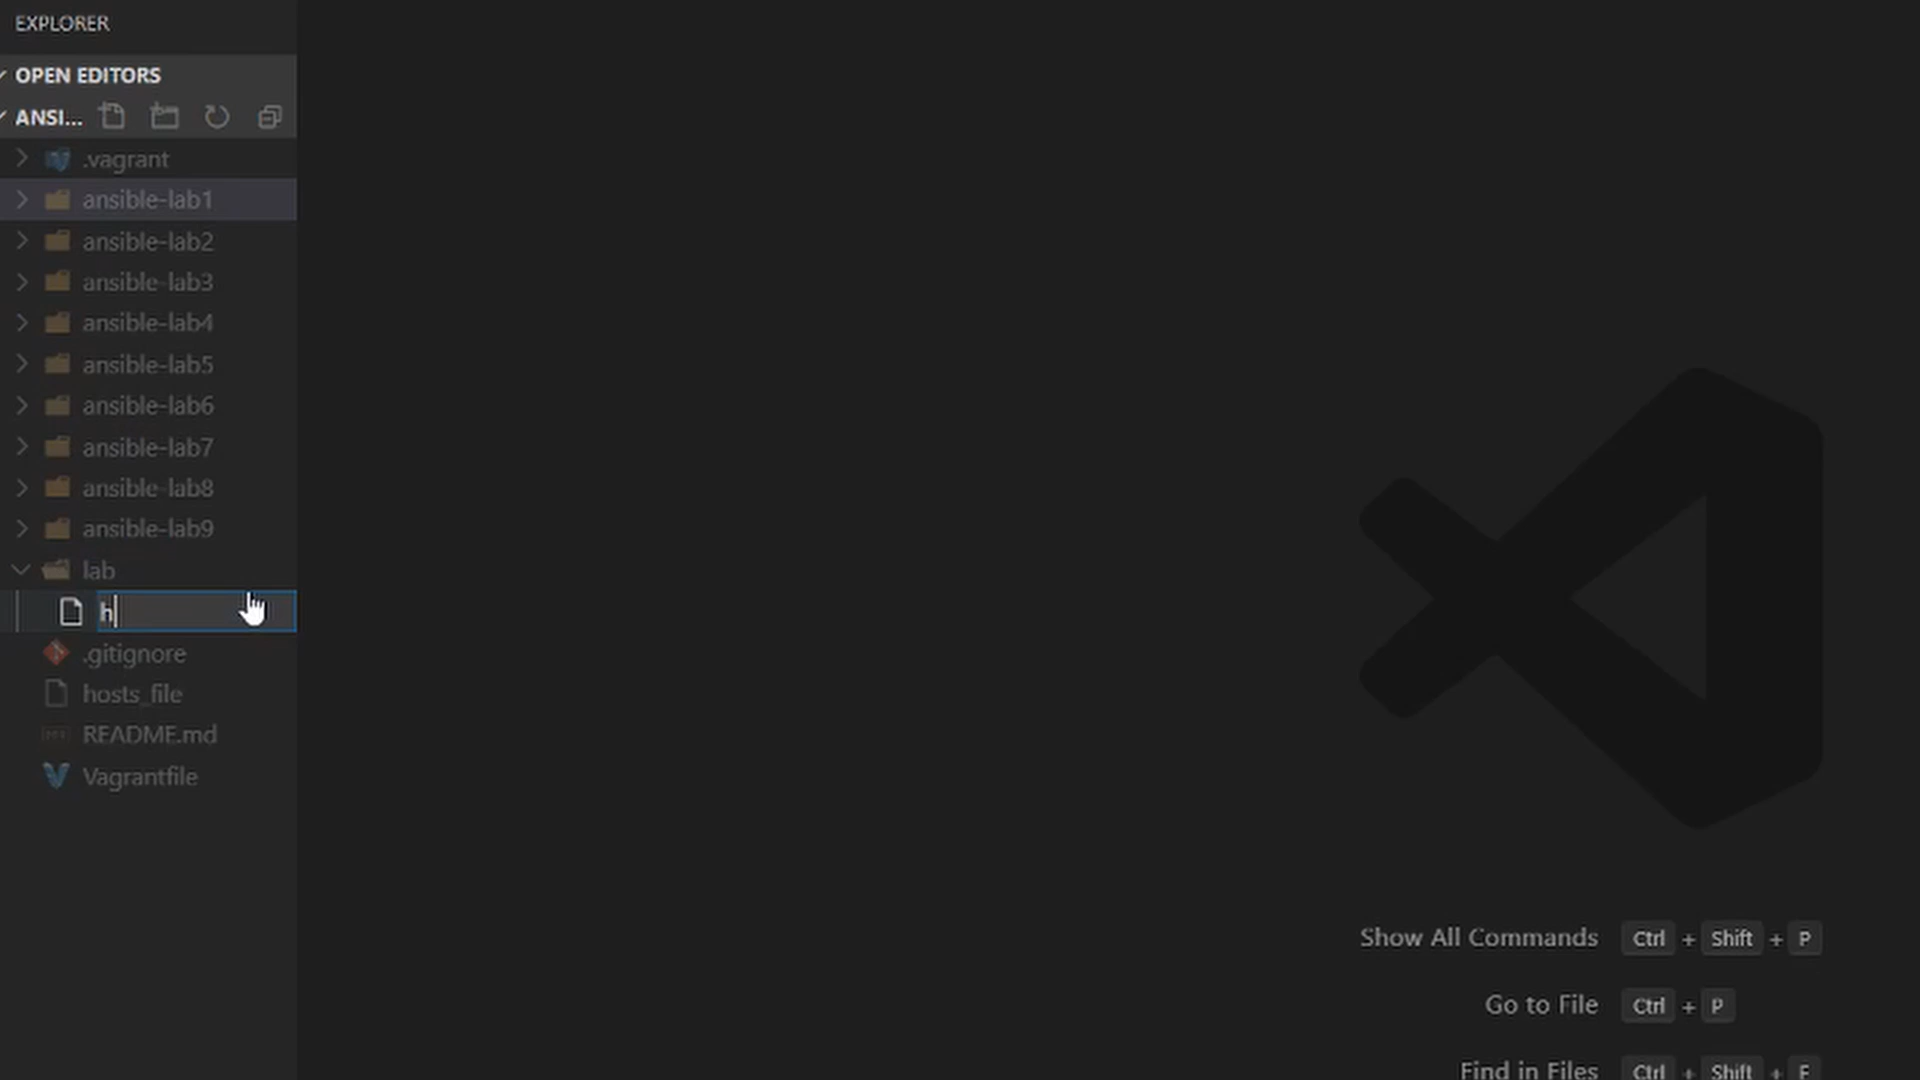 EXPLORER
OPEN EDITORS
ANSI...
.vagrant
ansible-lab1
ansible-lab2
ansible-lab3
ansible-lab4
ansible-lab5
ansible-lab6
ansible-lab7
ansible-lab8
ansible-lab9
lab
h
.gitignore
hosts_file
README.md
Vagrantfile
Show All Commands Ctrl + Shift + P
Go to File Ctrl + P
Find in Files Ctrl + Shift + F